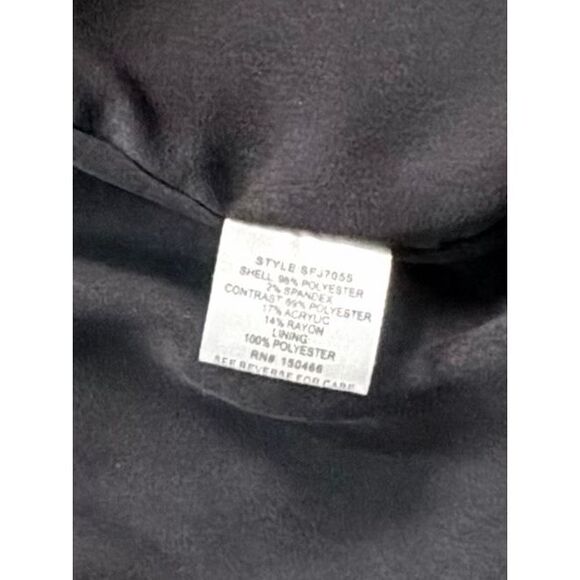 STYLE SFJ7055
SHELL 98% POLYESTER
2% SPANDEX
CONTRAST 69% POLYESTER
17% ACRYLIC
14% RAYON
LINING:
100% POLYESTER
RN# 150466
SEE REVERSE FOR CARE